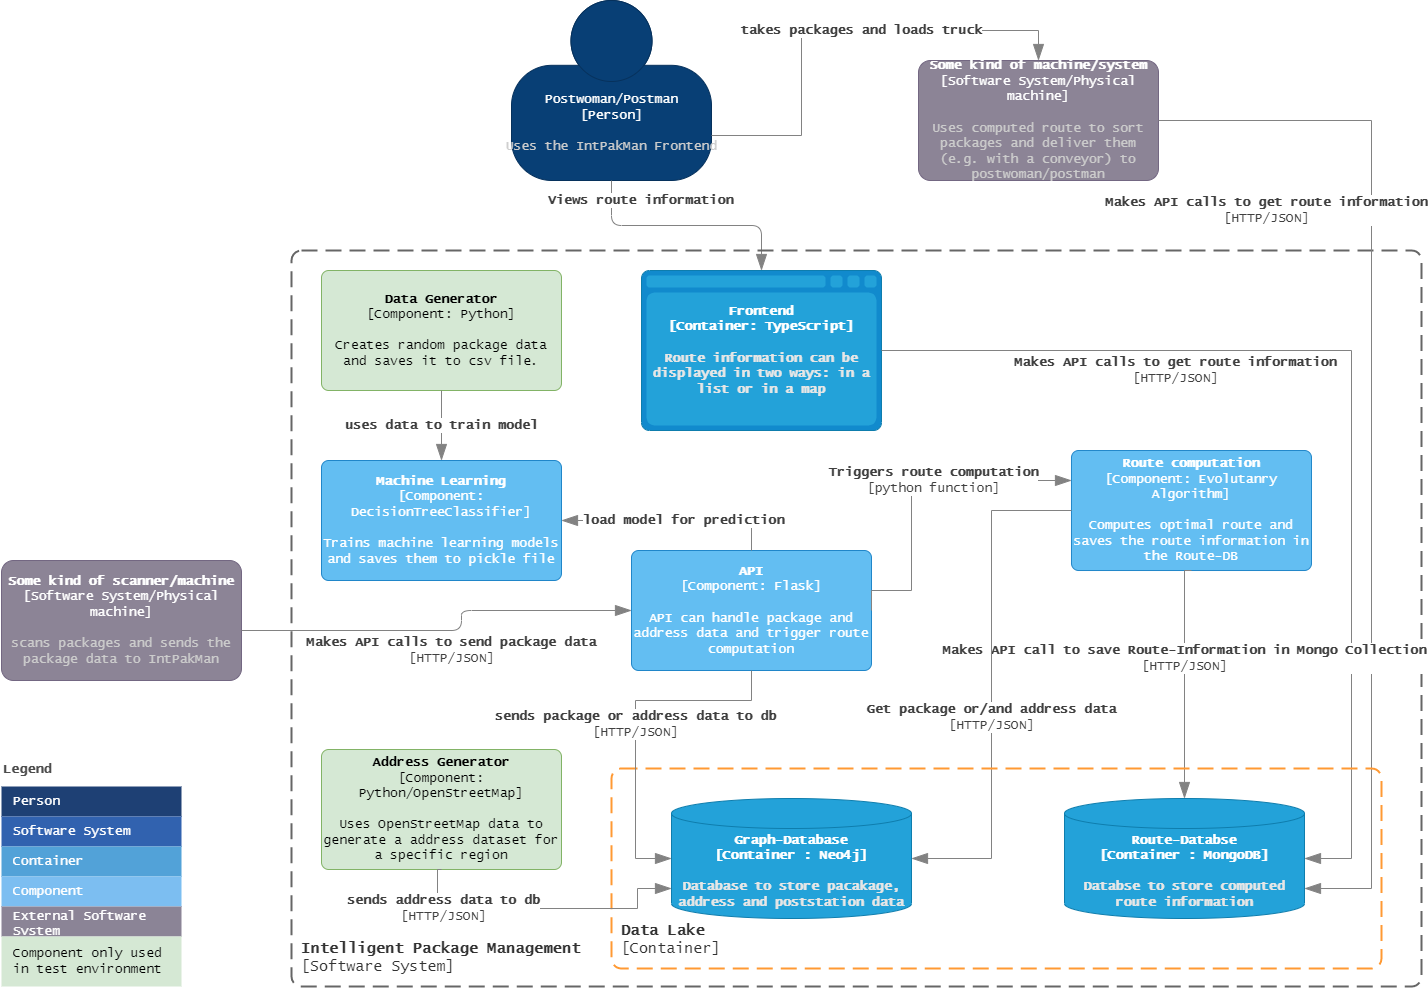 takes packages and loads truck
Postwoman/Postman
[Person]
Uses the IntPakMan Frontend
Some kind of machine/system
[Software System/Physical
machine]
Uses computed route to sort
packages and deliver them
(e.g. with a conveyor) to
postwoman/postman
Views route information
Makes API calls to get route information
[HTTP/JSON]
Data Generator
[Component: Python]
Creates random package data
and saves it to csv file.
Frontend
[Container: TypeScript]
Route information can be
displayed in two ways: in a
list or in a map
Makes API calls to get route information
[HTTP/JSON]
uses data to train model
Machine Learning
[Component:
DecisionTreeClassifier]
Trains machine learning models
and saves them to pickle file
load model for prediction
Triggers route computation
[python function]
Route computation
[Component: Evolutanry
Algorithm]
Computes optimal route and
saves the route information in
the Route-DB
Some kind of scanner/machine
[Software System/Physical
machine]
scans packages and sends the
package data to IntPakMan
API
[Component: Flask]
API can handle package and
address data and trigger route
computation
Makes API calls to send package data
[HTTP/JSON]
Makes API call to save Route-Information in Mongo Collection
[HTTP/JSON]
sends package or address data to db
[HTTP/JSON]
Get package or/and address data
[HTTP/JSON]
Address Generator
[Component:
Python/OpenStreetMap]
Uses OpenStreetMap data to
generate a address dataset for
a specific region
sends address data to db
[HTTP/JSON]
Graph-Database
[Container : Neo4j]
Database to store pacakage,
address and poststation data
Route-Databse
[Container : MongoDB]
Databse to store computed
route information
Data Lake
[Container]
Intelligent Package Management
[Software System]
Legend
Person
Software System
Container
Component
External Software
System
Component only used
in test environment